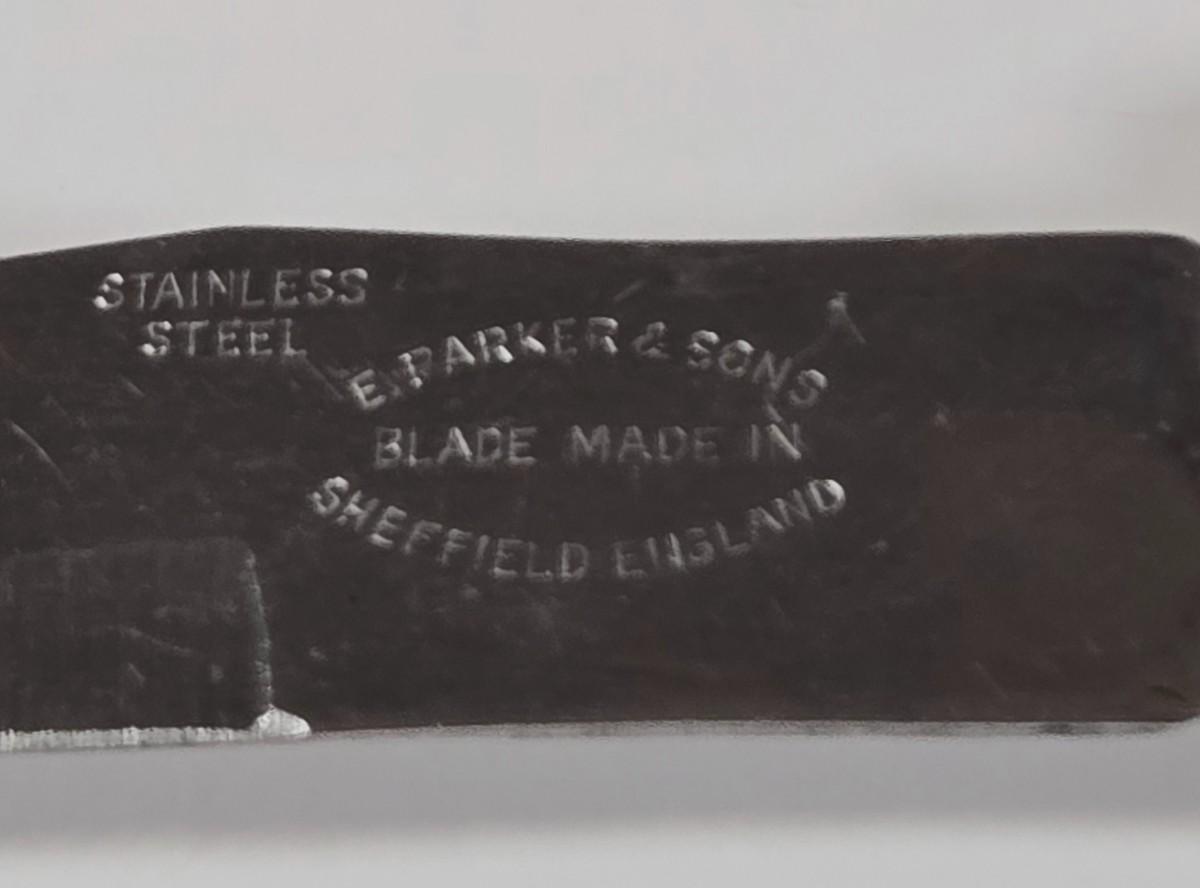 STAINLESS
STEEL
E. PARKER & SONS
BLADE MADE IN
SHEFFIELD ENGLAND